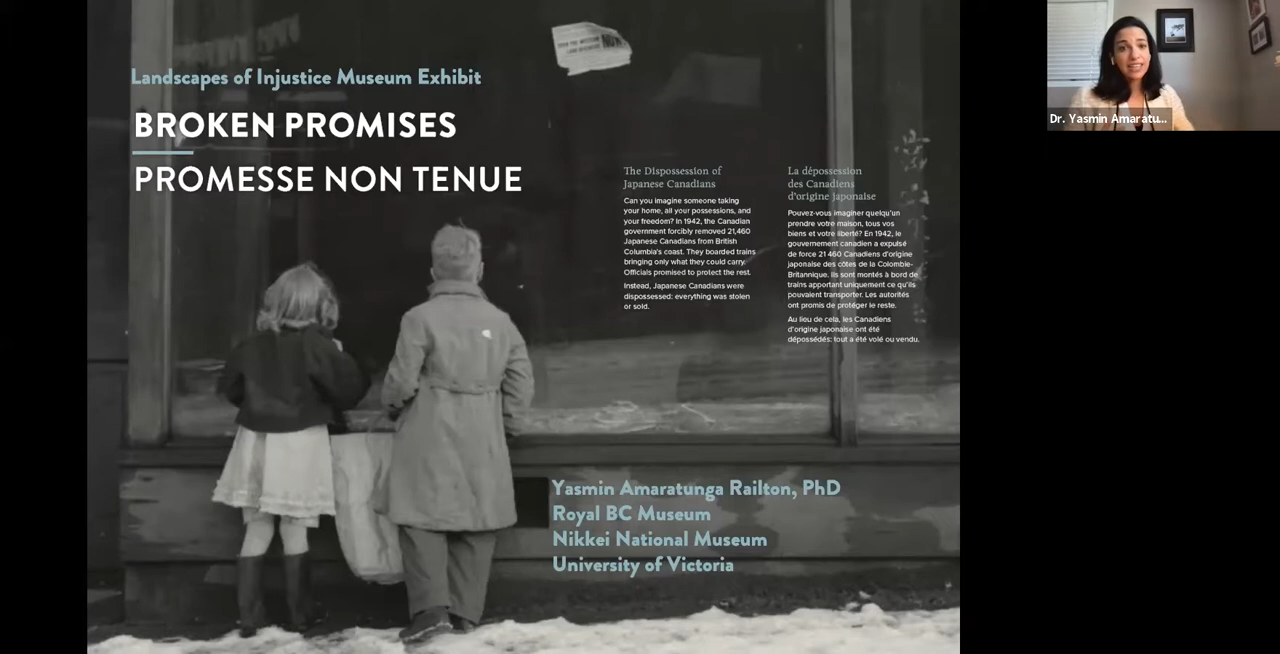 Landscapes of Injustice Museum Exhibit
BROKEN PROMISES
PROMESSE NON TENUE
The Dispossession of
Japanese Canadians
Can you imagine someone taking
your home, all your possessions, and
your freedom? In 1942, the Canadian
government forcibly removed 21,460
Japanese Canadians from British
Columbia's coast. They boarded trains
bringing only what they could carry.
Officials promised to protect the rest.
Instead, Japanese Canadians were
dispossessed: everything was stolen
or sold.
La dépossession
des Canadiens
d'origine japonaise
Pouvez-vous imaginer quelqu'un
prendre votre maison, tous vos
biens et votre liberté? En 1942, le
gouvernement canadien a expulsé
de force 21 460 Canadiens d'origine
japonaise des côtes de la Colombie-
Britannique. Ils sont montés à bord de
trains apportant uniquement ce qu'ils
pouvaient transporter. Les autorités
ont promis de protéger le reste.
Au lieu de cela, les Canadiens
d'origine japonaise ont été
dépossédés: tout a été volé ou vendu.
Yasmin Amaratunga Railton, PhD
Royal BC Museum
Nikkei National Museum
University of Victoria
Dr. Yasmin Amaratu...